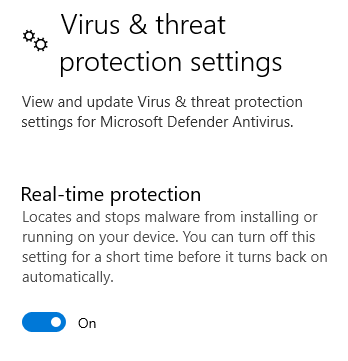 Virus & threat
protection settings
View and update Virus & threat protection
settings for Microsoft Defender Antivirus.
Real-time protection
Locates and stops malware from installing or
running on your device. You can turn off this
setting for a short time before it turns back on
automatically.
On